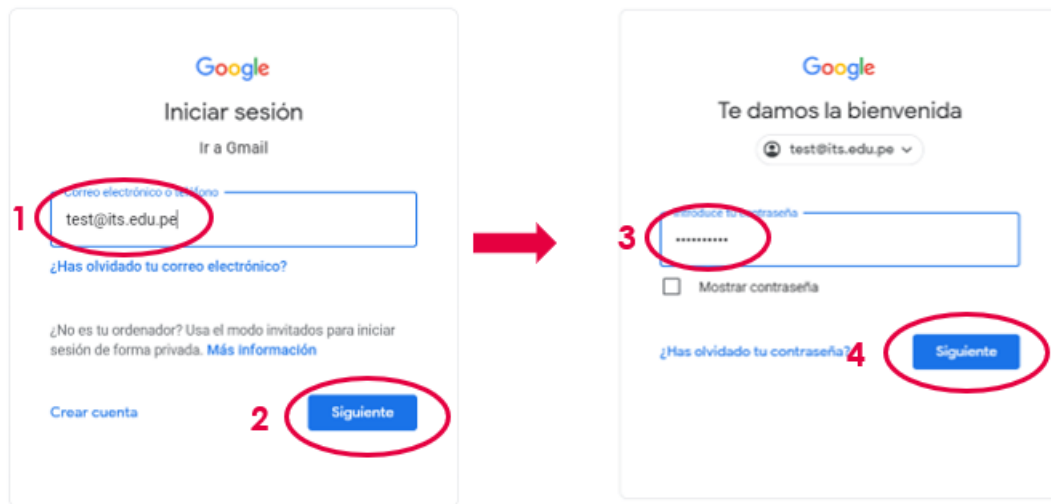 Google
Iniciar sesión
Ir a Gmail
Correo electrónico o teléfono
1
test@its.edu.pe
¿Has olvidado tu correo electrónico?
¿No es tu ordenador? Usa el modo invitados para iniciar
sesión de forma privada. Más información
Crear cuenta
2
Siguiente
Google
Te damos la bienvenida
test@its.edu.pe
Introduce tu contraseña
3
••••••••••
Mostrar contraseña
¿Has olvidado tu contraseña?
4
Siguiente